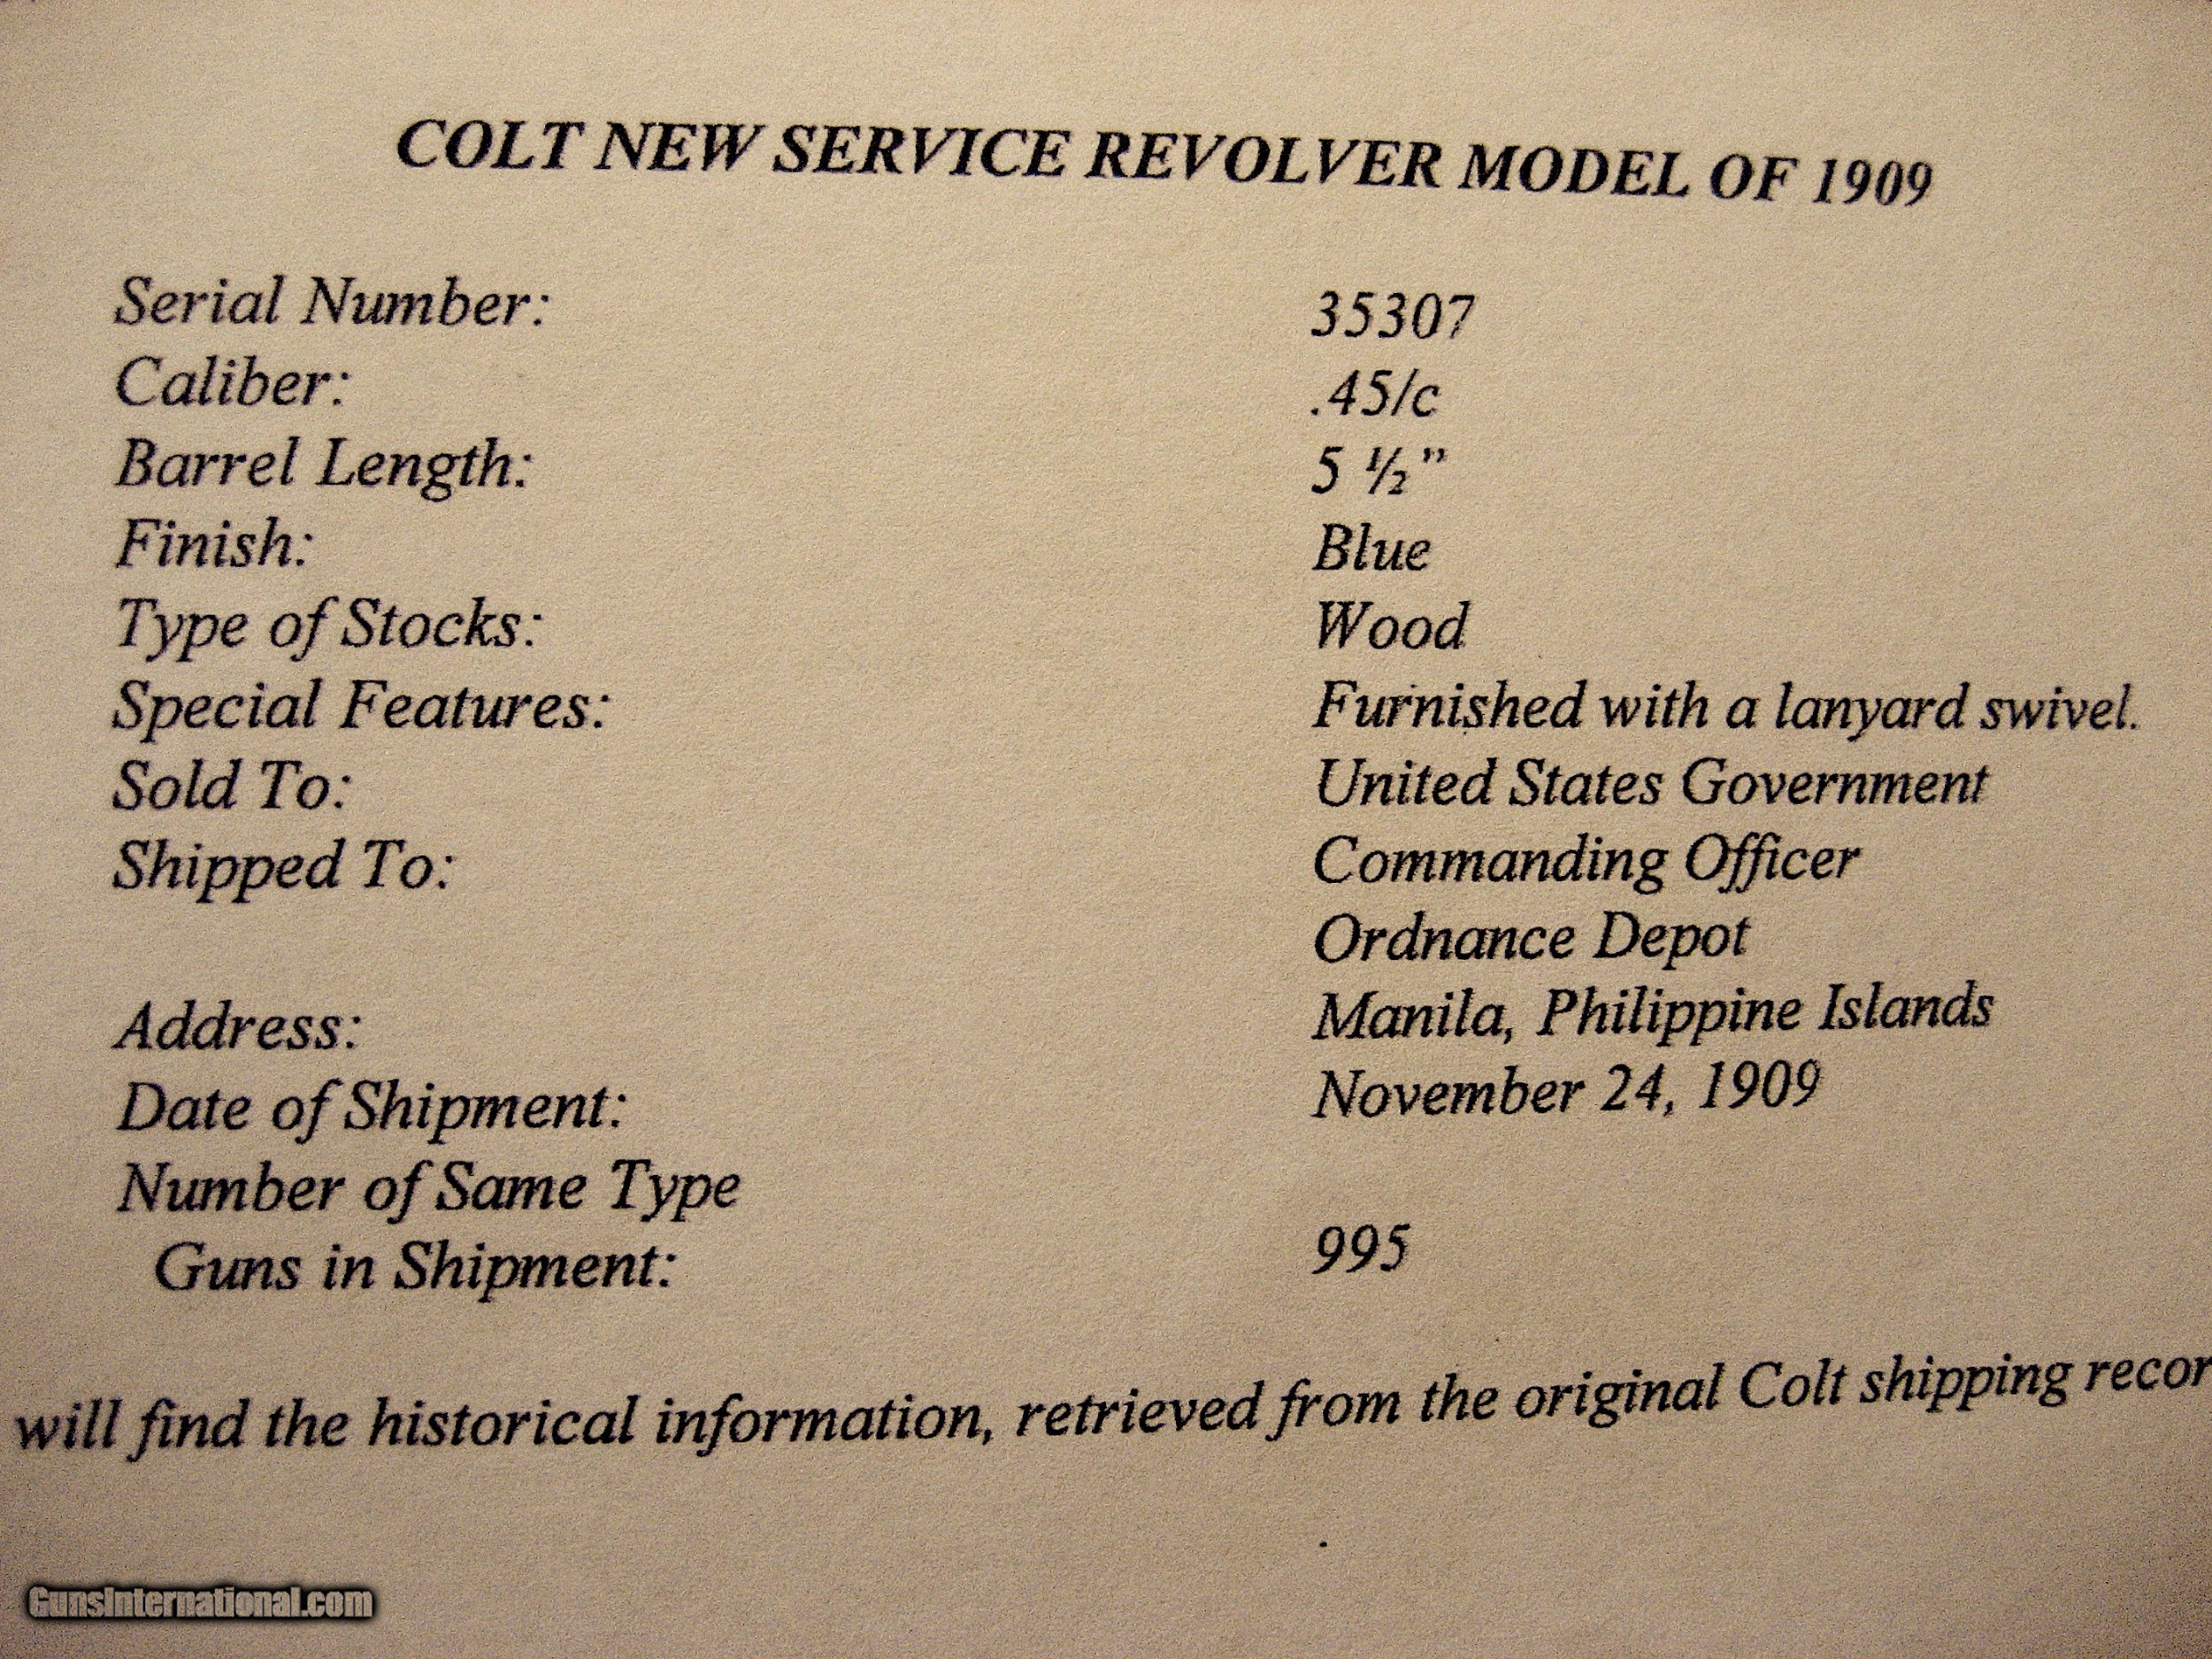 COLT NEW SERVICE REVOLVER MODEL OF 1909
Serial Number: 35307
Caliber: .45/c
Barrel Length: 5 ½”
Finish: Blue
Type of Stocks: Wood
Special Features: Furnished with a lanyard swivel.
Sold To: United States Government
Shipped To: Commanding Officer
Ordnance Depot
Address: Manila, Philippine Islands
Date of Shipment: November 24, 1909
Number of Same Type
Guns in Shipment: 995
will find the historical information, retrieved from the original Colt shipping recor
GunsInternational.com